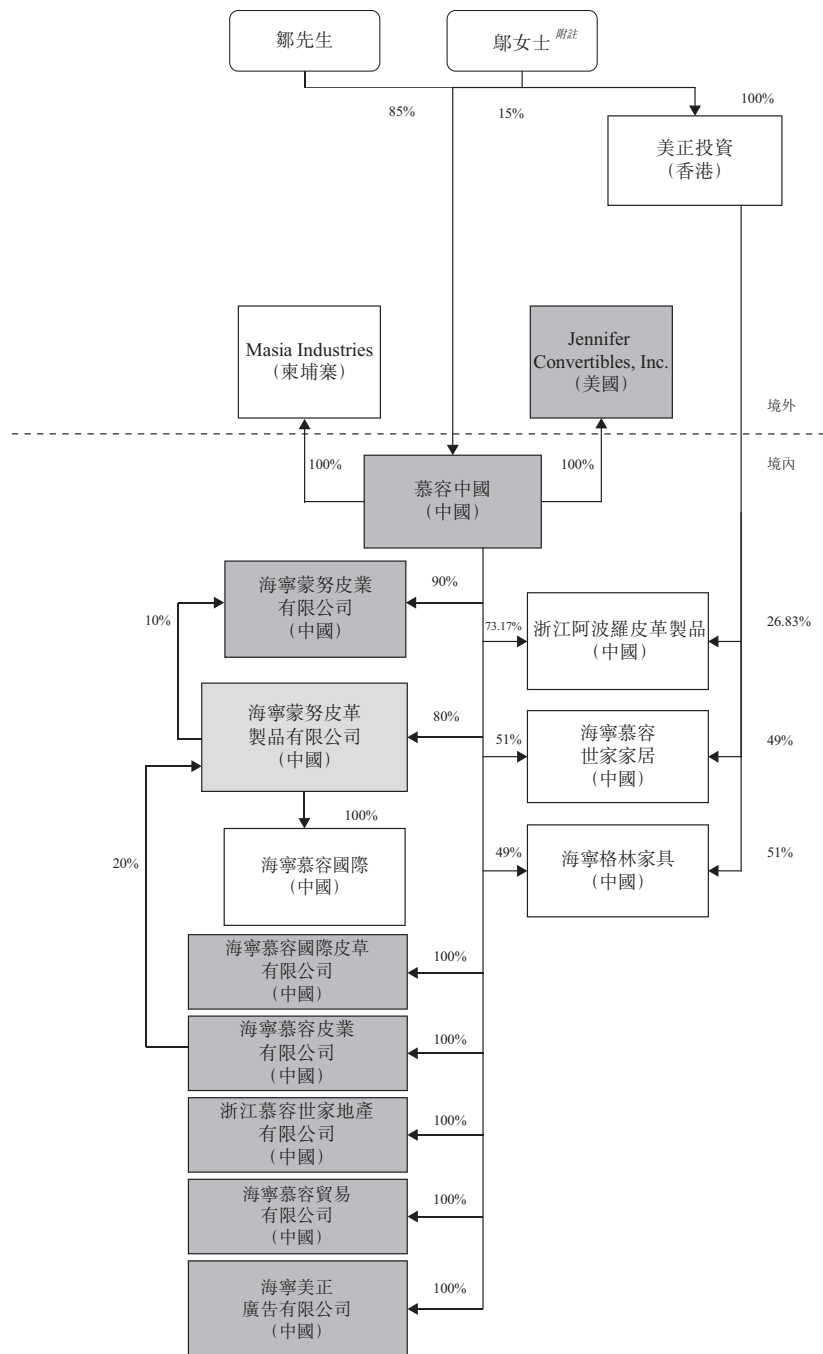 鄒先生
鄔女士 附註
85%
15%
100%
美正投資
(香港)
Masia Industries
(柬埔寨)
Jennifer
Convertibles, Inc.
(美國)
境外
境內
100%
100%
慕容中國
(中國)
海寧蒙努皮業
有限公司
(中國)
90%
10%
73.17%
浙江阿波羅皮革製品
(中國)
26.83%
海寧蒙努皮革
製品有限公司
(中國)
80%
51%
海寧慕容
世家家居
(中國)
49%
100%
20%
海寧慕容國際
(中國)
49%
海寧格林家具
(中國)
51%
海寧慕容國際皮草
有限公司
(中國)
100%
海寧慕容皮業
有限公司
(中國)
100%
浙江慕容世家地產
有限公司
(中國)
100%
海寧慕容貿易
有限公司
(中國)
100%
海寧美正
廣告有限公司
(中國)
100%